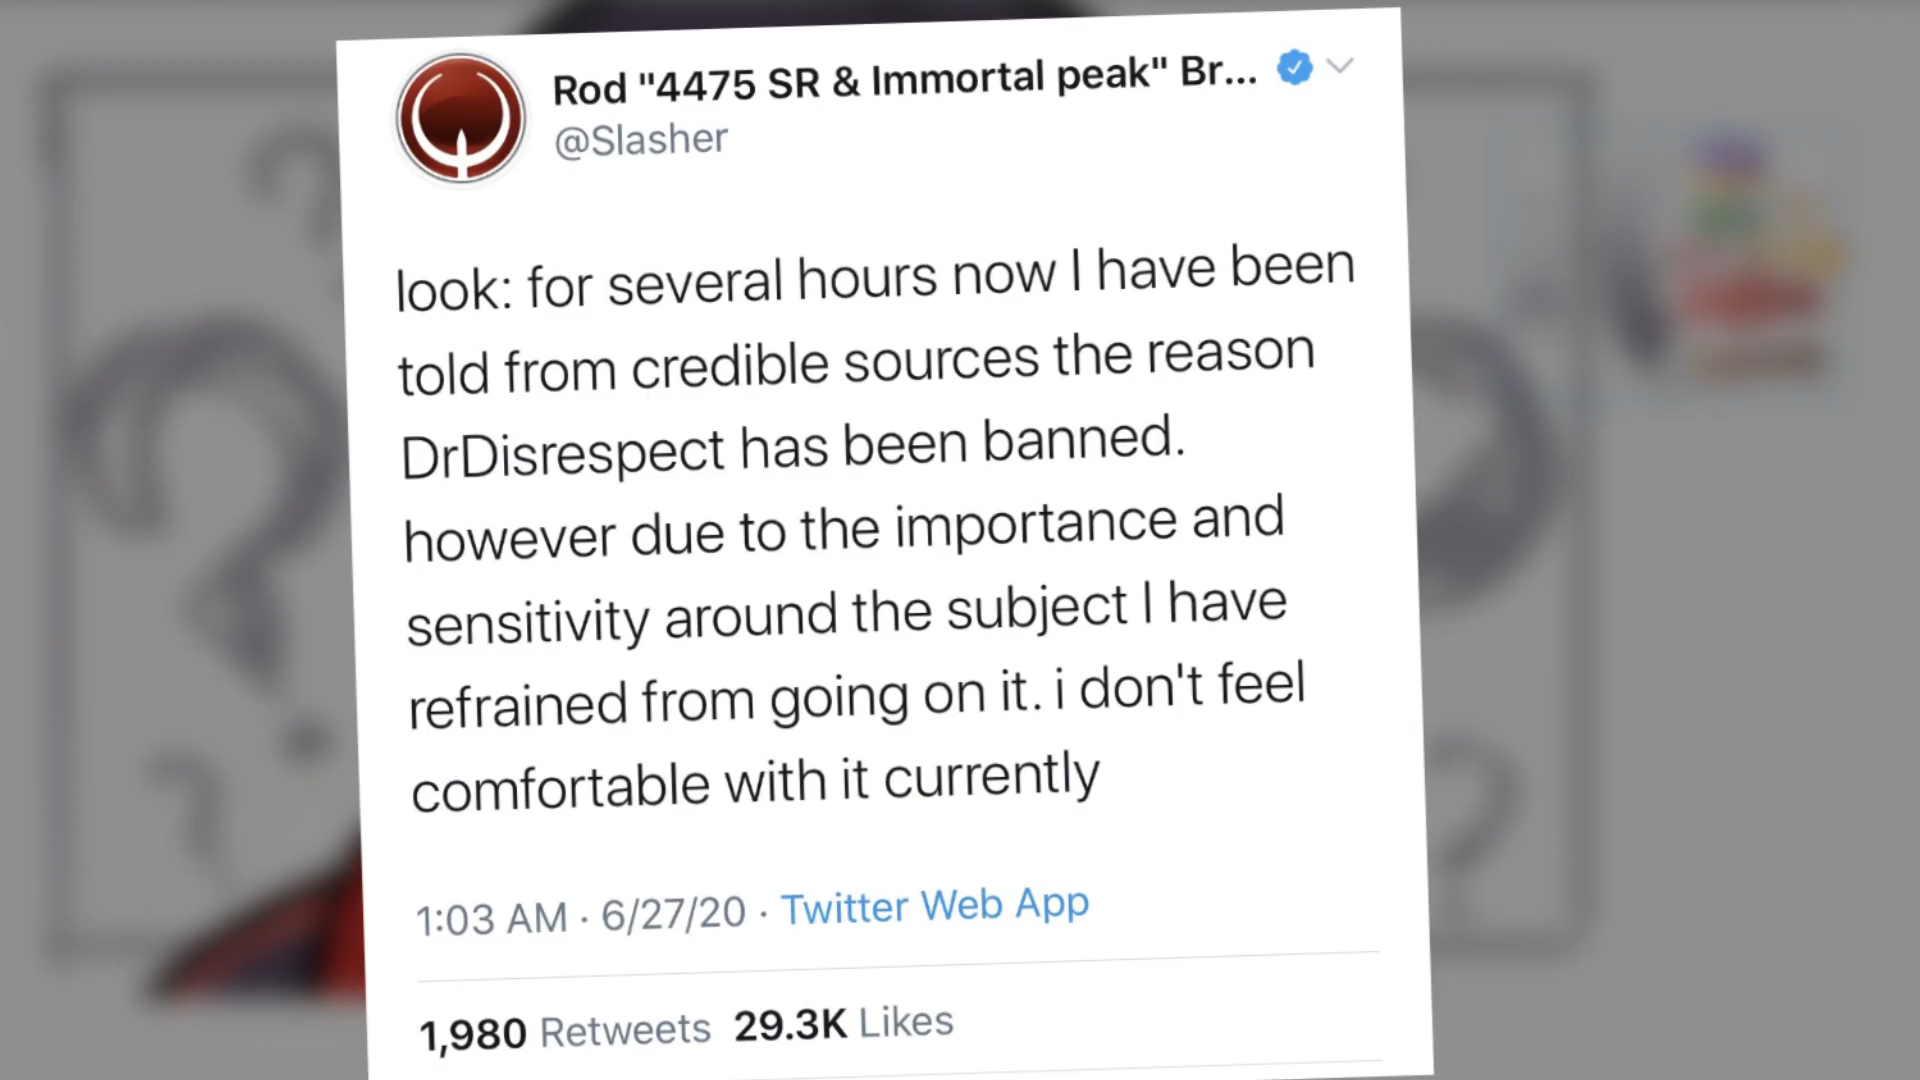 Rod "4475 SR & Immortal peak" Br...
@Slasher
look: for several hours now I have been
told from credible sources the reason
DrDisrespect has been banned.
however due to the importance and
sensitivity around the subject I have
refrained from going on it. i don't feel
comfortable with it currently
1:03 AM · 6/27/20 · Twitter Web App
1,980 Retweets 29.3K Likes